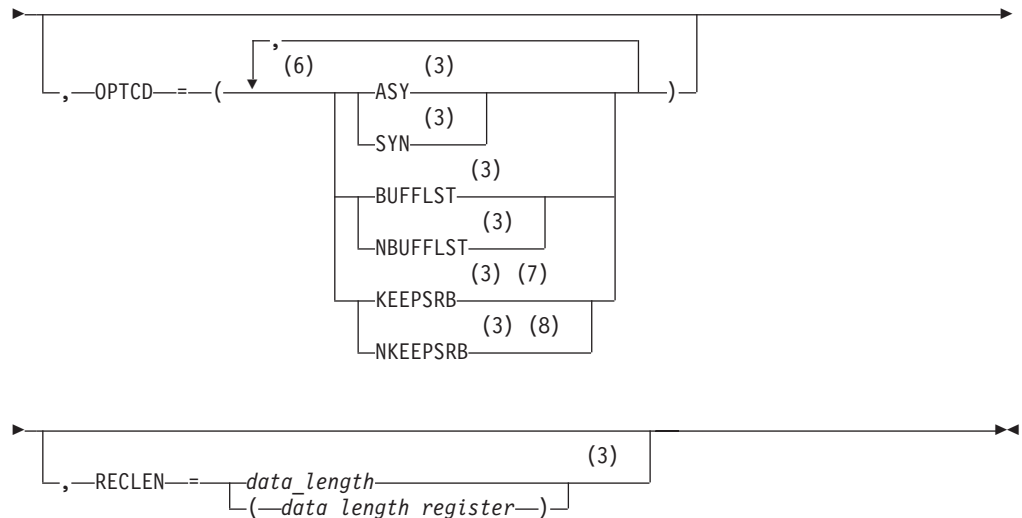 ,
(6) (3)
, OPTCD = ( ASY )
(3)
SYN
(3)
BUFFLST
(3)
NBUFFLST
(3) (7)
KEEPSRB
(3) (8)
NKEEPSRB
(3)
, RECLEN = data_length
( data length register )